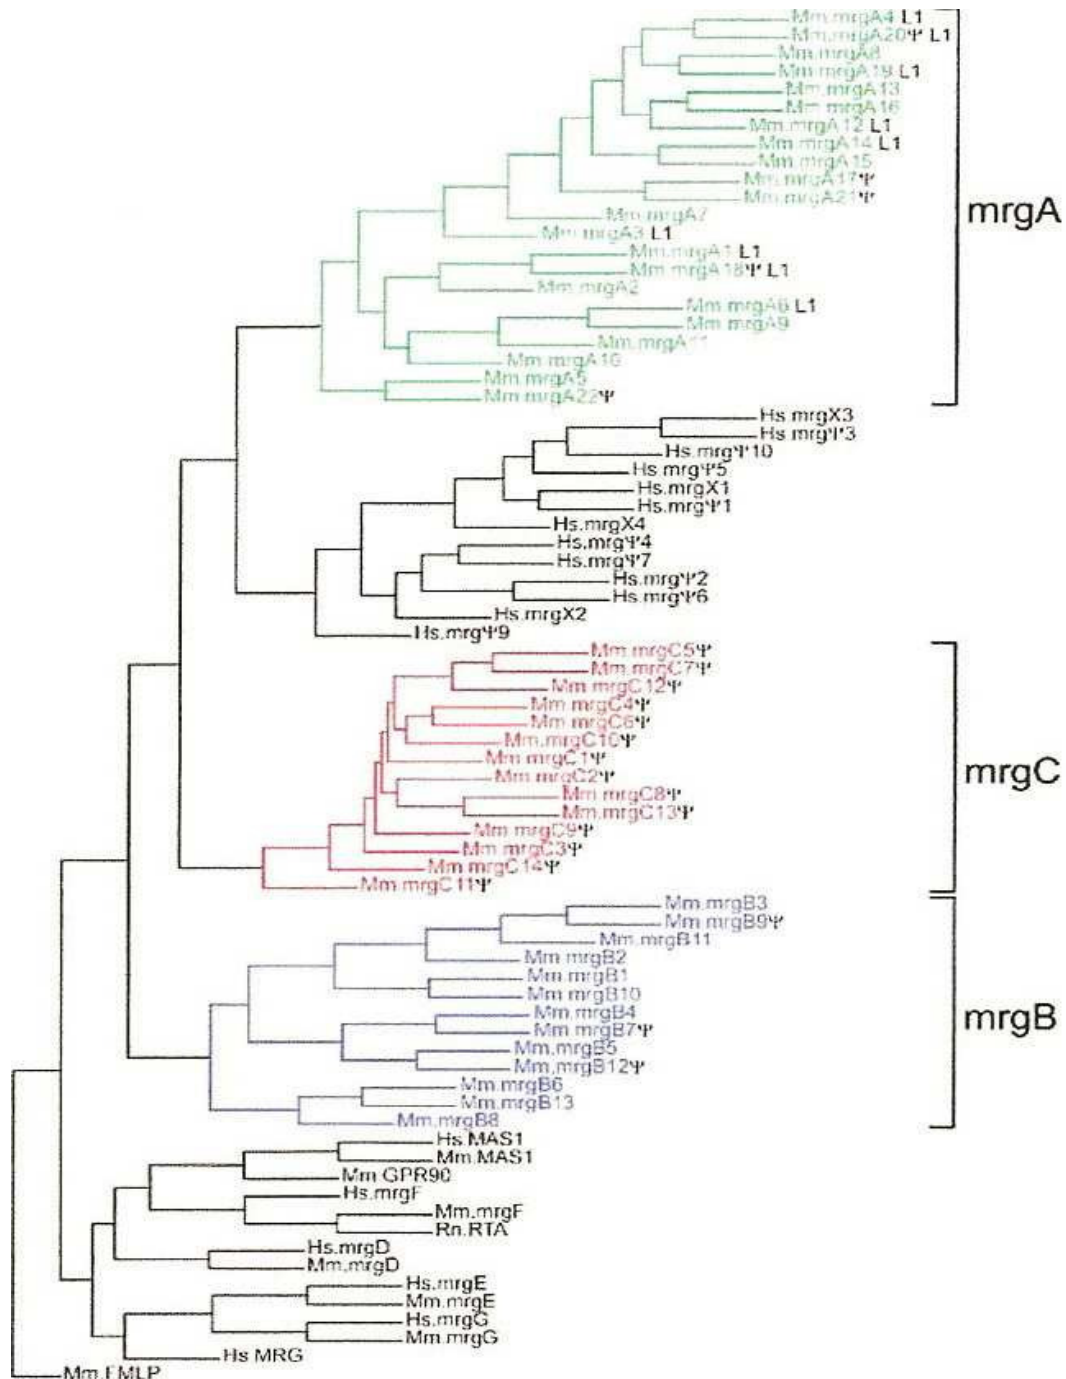 Mm.mrgA4 L1
Mm.mrgA20Ψ L1
Mm.mrgA8
Mm.mrgA19 L1
Mm.mrgA13
Mm.mrgA16
Mm.mrgA12 L1
Mm.mrgA14 L1
Mm.mrgA15
Mm.mrgA17Ψ
Mm.mrgA21Ψ
mrgA
Mm.mrgA7
Mm.mrgA3 L1
Mm.mrgA1 L1
Mm.mrgA18Ψ L1
Mm.mrgA2
Mm.mrgA6 L1
Mm.mrgA9
Mm.mrgA11
Mm.mrgA10
Mm.mrgA5
Mm.mrgA22Ψ
Hs.mrgX3
Hs.mrgΨ3
Hs.mrgΨ10
Hs.mrgΨ5
Hs.mrgX1
Hs.mrgΨ1
Hs.mrgX4
Hs.mrgΨ4
Hs.mrgΨ7
Hs.mrgΨ2
Hs.mrgΨ6
Hs.mrgX2
Hs.mrgΨ9
Mm.mrgC5Ψ
Mm.mrgC7Ψ
Mm.mrgC12Ψ
Mm.mrgC4Ψ
Mm.mrgC6Ψ
Mm.mrgC10Ψ
Mm.mrgC1Ψ
mrgC
Mm.mrgC2Ψ
Mm.mrgC8Ψ
Mm.mrgC13Ψ
Mm.mrgC9Ψ
Mm.mrgC3Ψ
Mm.mrgC14Ψ
Mm.mrgC11Ψ
Mm.mrgB3
Mm.mrgB9Ψ
Mm.mrgB11
Mm.mrgB2
Mm.mrgB1
Mm.mrgB10
Mm.mrgB4
mrgB
Mm.mrgB7Ψ
Mm.mrgB5
Mm.mrgB12Ψ
Mm.mrgB6
Mm.mrgB13
Mm.mrgB8
Hs.MAS1
Mm.MAS1
Mm.GPR90
Hs.mrgF
Mm.mrgF
Rn.RTA
Hs.mrgD
Mm.mrgD
Hs.mrgE
Mm.mrgE
Hs.mrgG
Mm.mrgG
Hs.MRG
Mm.FMLP